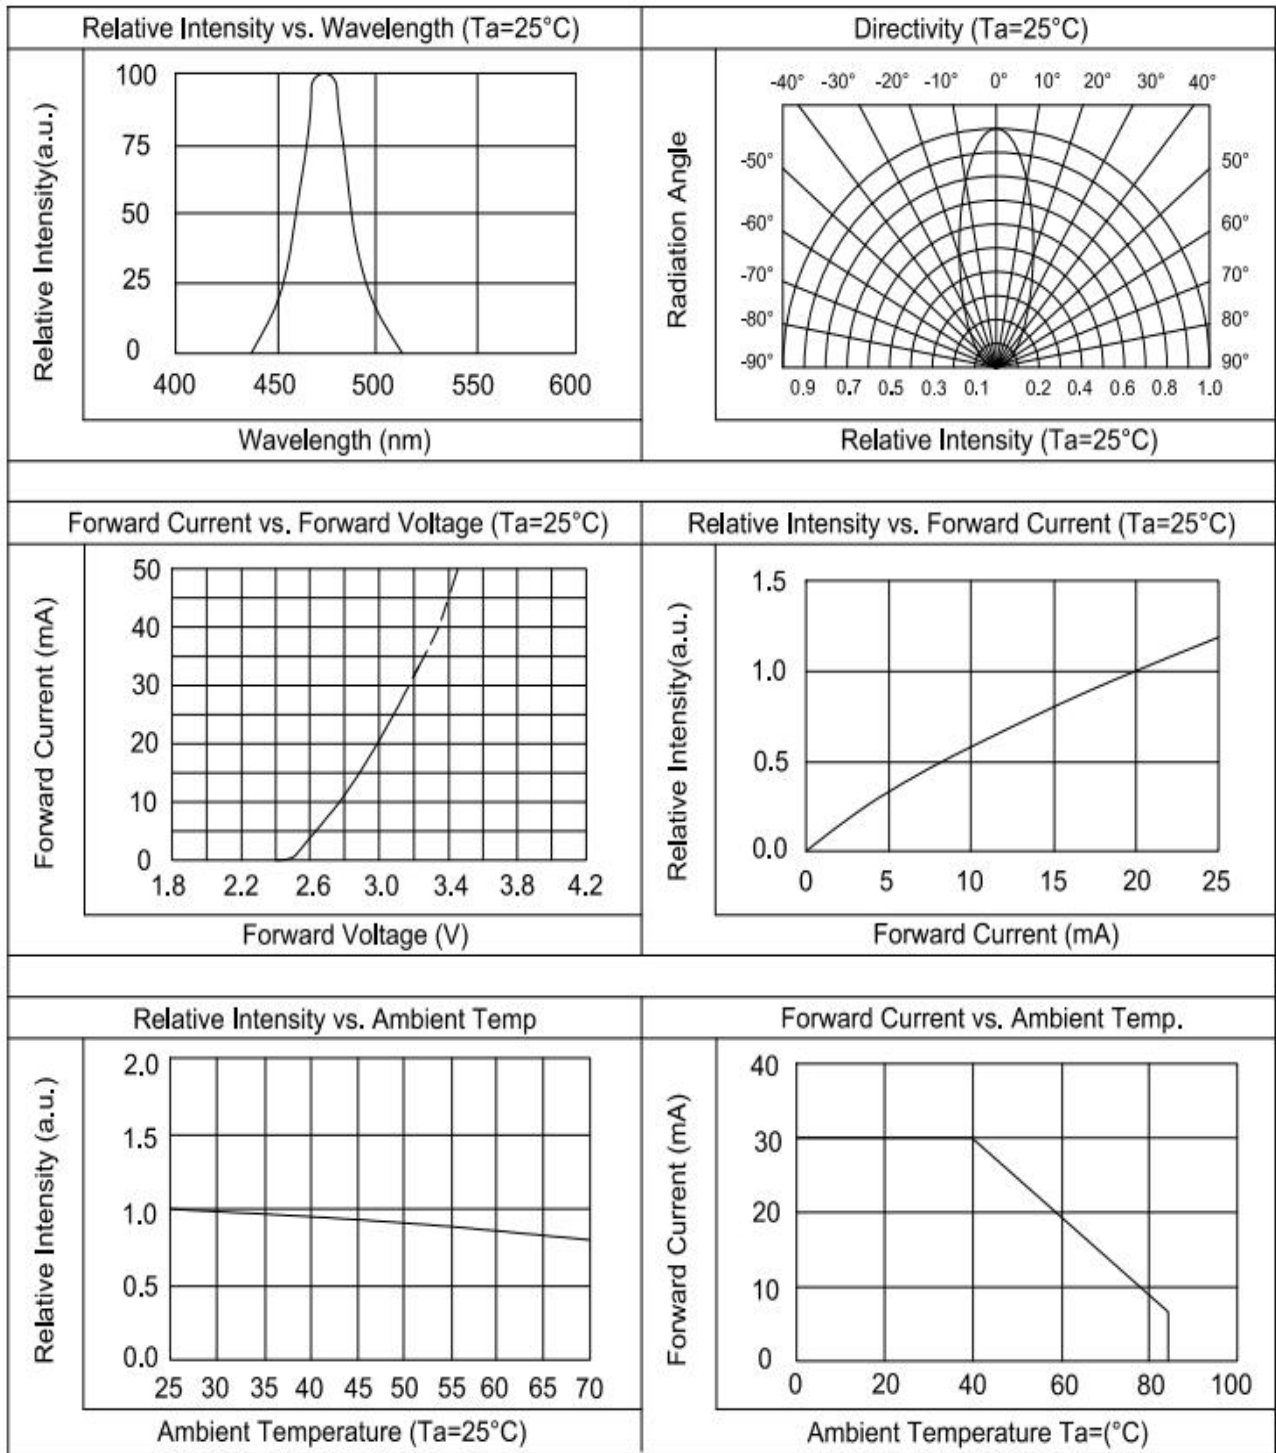 Relative Intensity vs. Wavelength (Ta=25°C)
Relative Intensity(a.u.)
100
75
50
25
0
400 450 500 550 600
Wavelength (nm)
Directivity (Ta=25°C)
Radiation Angle
-40° -30° -20° -10° 0° 10° 20° 30° 40°
-50° 50°
-60° 60°
-70° 70°
-80° 80°
-90° 90°
0.9 0.7 0.5 0.3 0.1 0.2 0.4 0.6 0.8 1.0
Relative Intensity (Ta=25°C)
Forward Current vs. Forward Voltage (Ta=25°C)
Forward Current (mA)
50
40
30
20
10
0
1.8 2.2 2.6 3.0 3.4 3.8 4.2
Forward Voltage (V)
Relative Intensity vs. Forward Current (Ta=25°C)
Relative Intensity(a.u.)
1.5
1.0
0.5
0.0
0 5 10 15 20 25
Forward Current (mA)
Relative Intensity vs. Ambient Temp
Relative Intensity (a.u.)
2.0
1.5
1.0
0.5
0.0
25 30 35 40 45 50 55 60 65 70
Ambient Temperature (Ta=25°C)
Forward Current vs. Ambient Temp.
Forward Current (mA)
40
30
20
10
0
0 20 40 60 80 100
Ambient Temperature Ta=(°C)